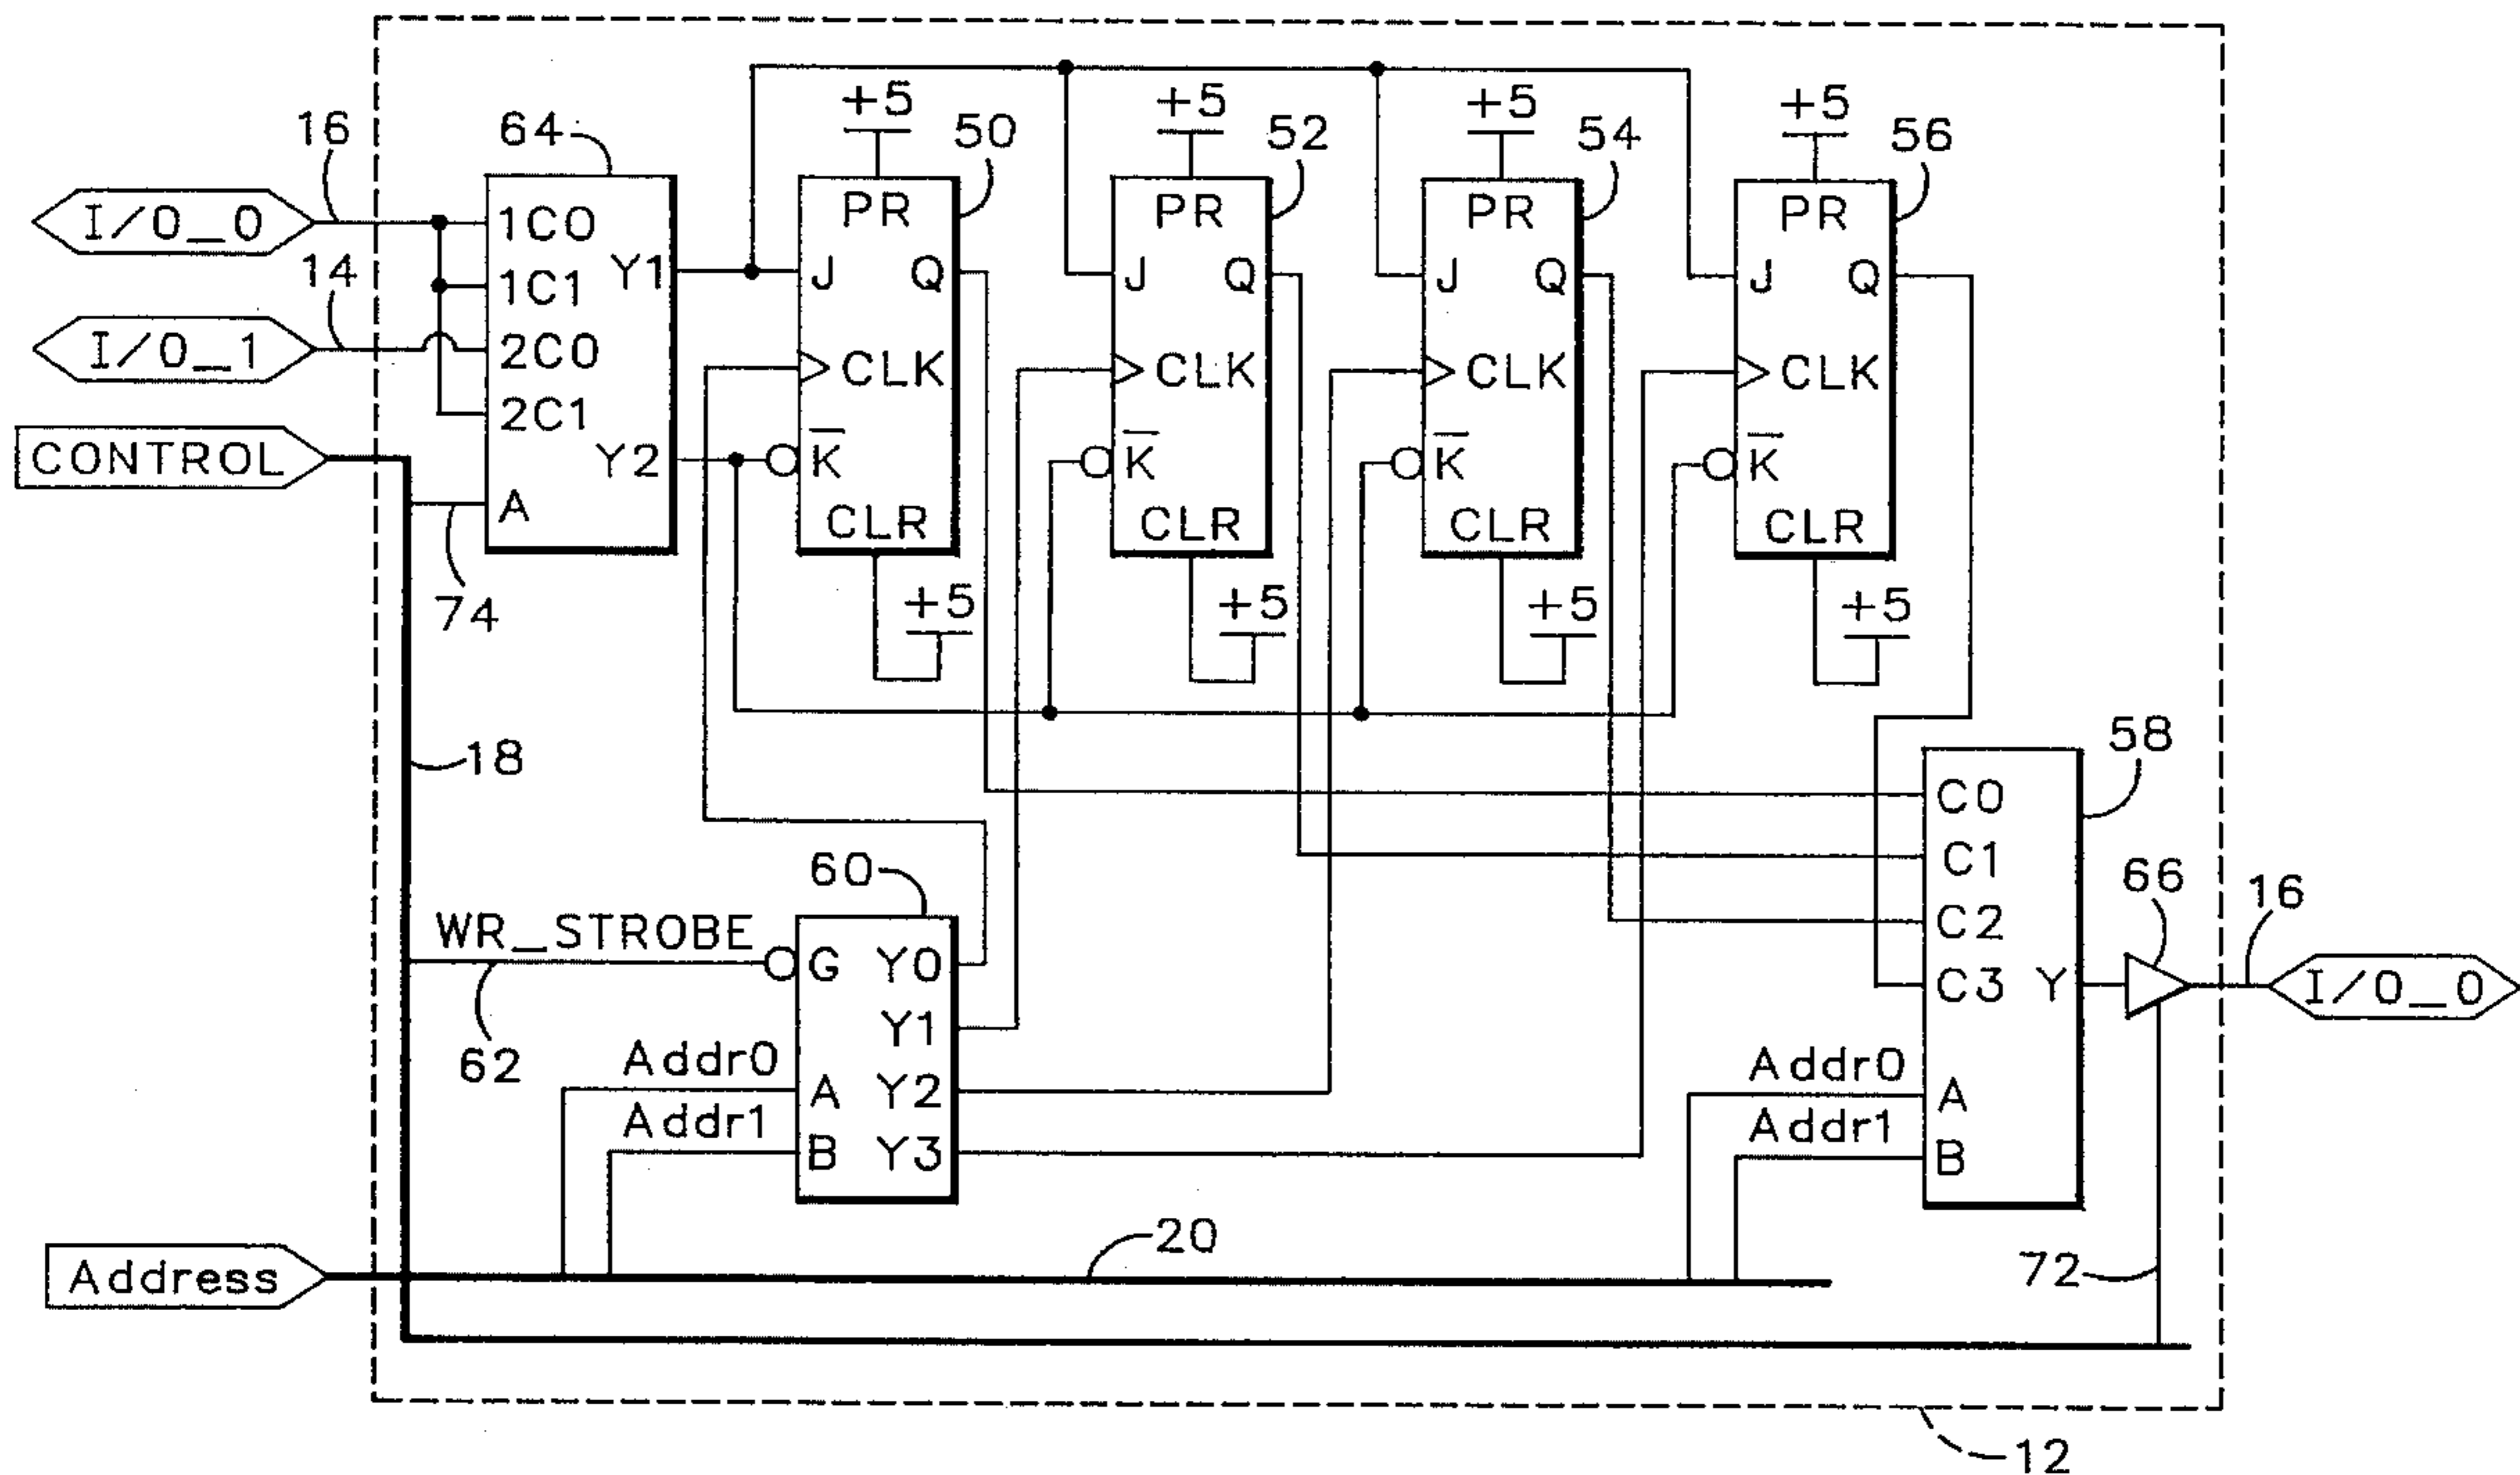 +5
+5
+5
+5
16
64
50
52
54
56
I/O_0
1C0
1C1
2C0
2C1
A
Y1
Y2
PR
J
Q
CLK
K̅
CLR
PR
J
Q
CLK
K̅
CLR
PR
J
Q
CLK
K̅
CLR
PR
J
Q
CLK
K̅
CLR
14
I/O_1
CONTROL
74
+5
+5
+5
+5
18
58
C0
C1
C2
C3
Y
A
B
60
66
16
WR_STROBE
G
Y0
Y1
Y2
Y3
A
B
I/O_0
62
Addr0
Addr1
Addr0
Addr1
20
Address
72
12